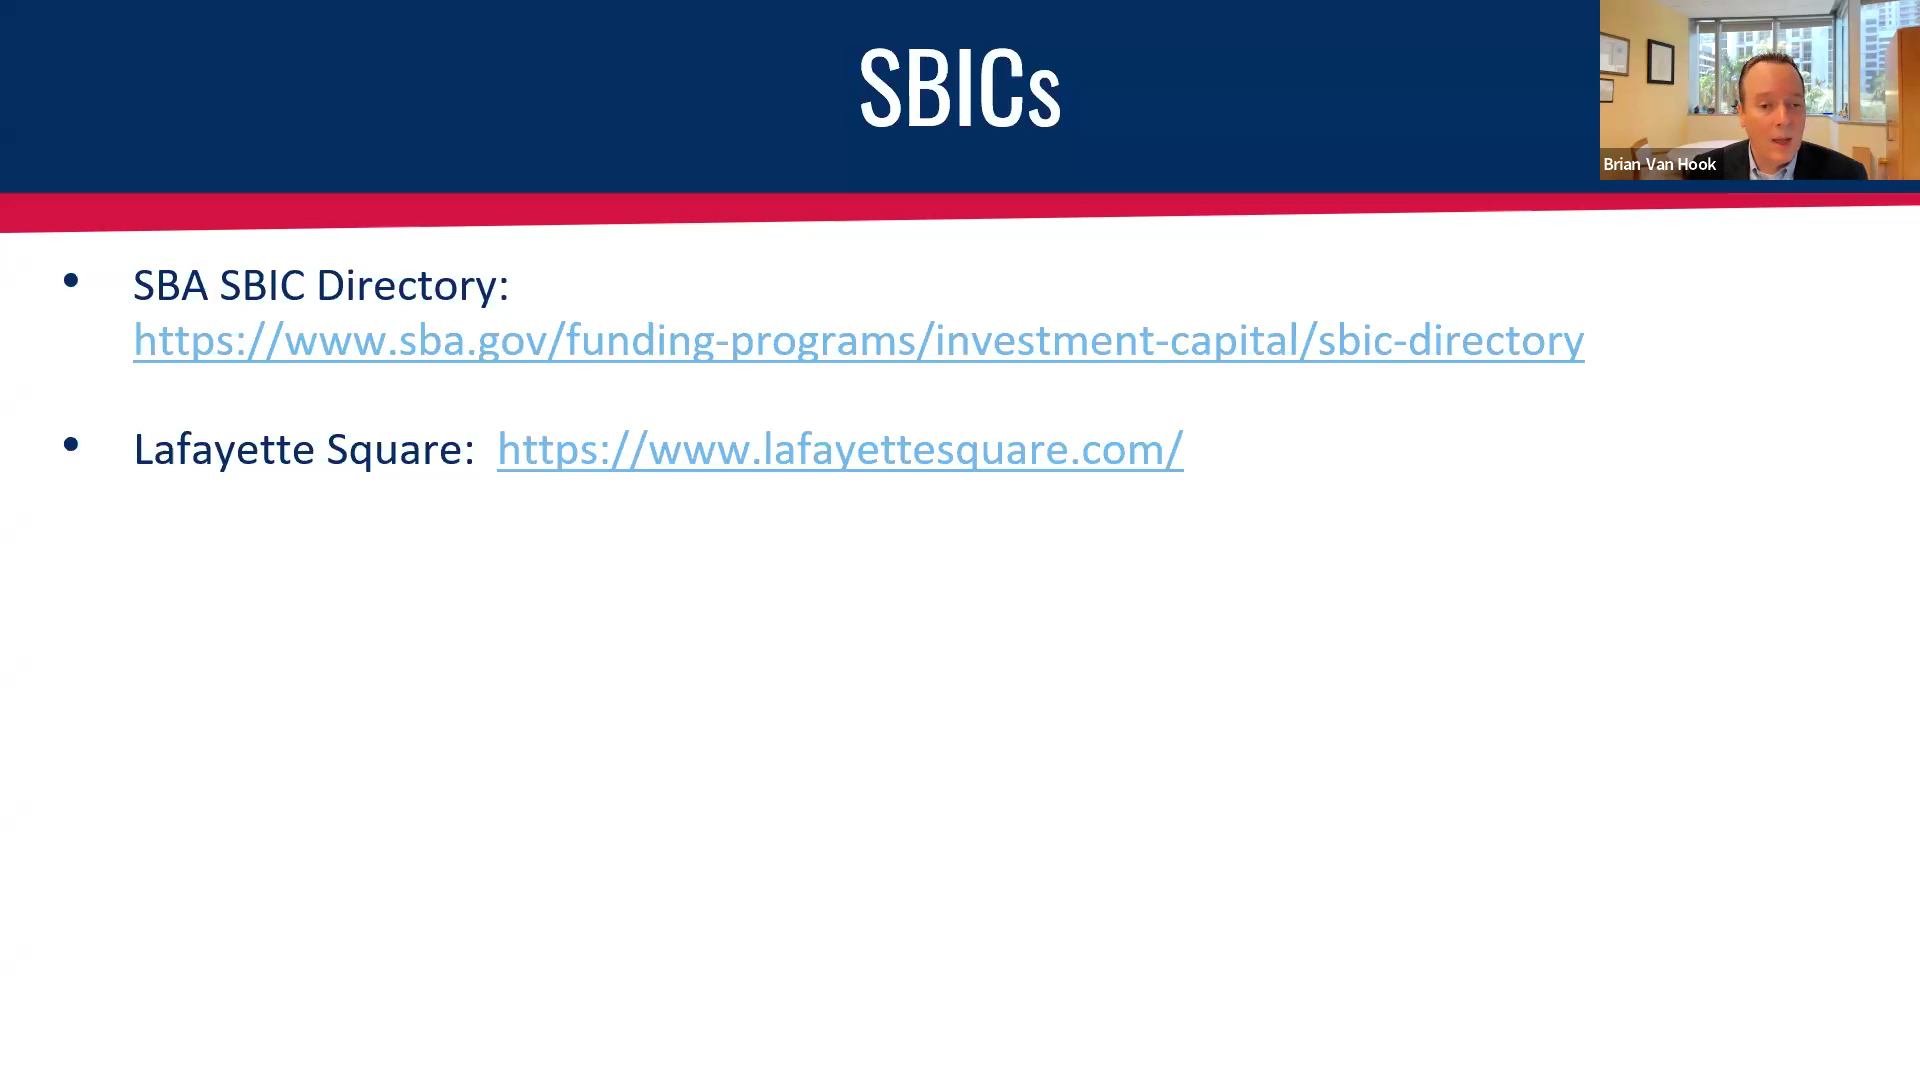 SBICs
Brian Van Hook
• SBA SBIC Directory:
https://www.sba.gov/funding-programs/investment-capital/sbic-directory
• Lafayette Square: https://www.lafayettesquare.com/